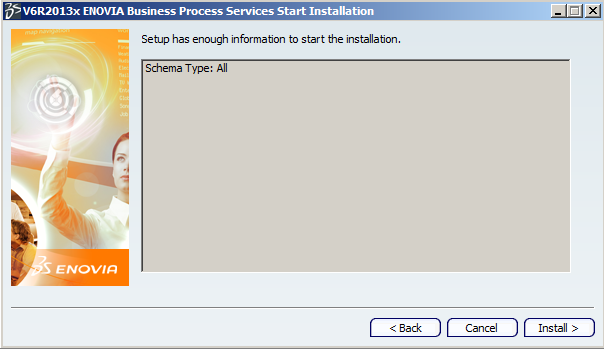 V6R2013x ENOVIA Business Process Services Start Installation
Setup has enough information to start the installation.
Schema Type: All
ENOVIA
< Back
Cancel
Install >